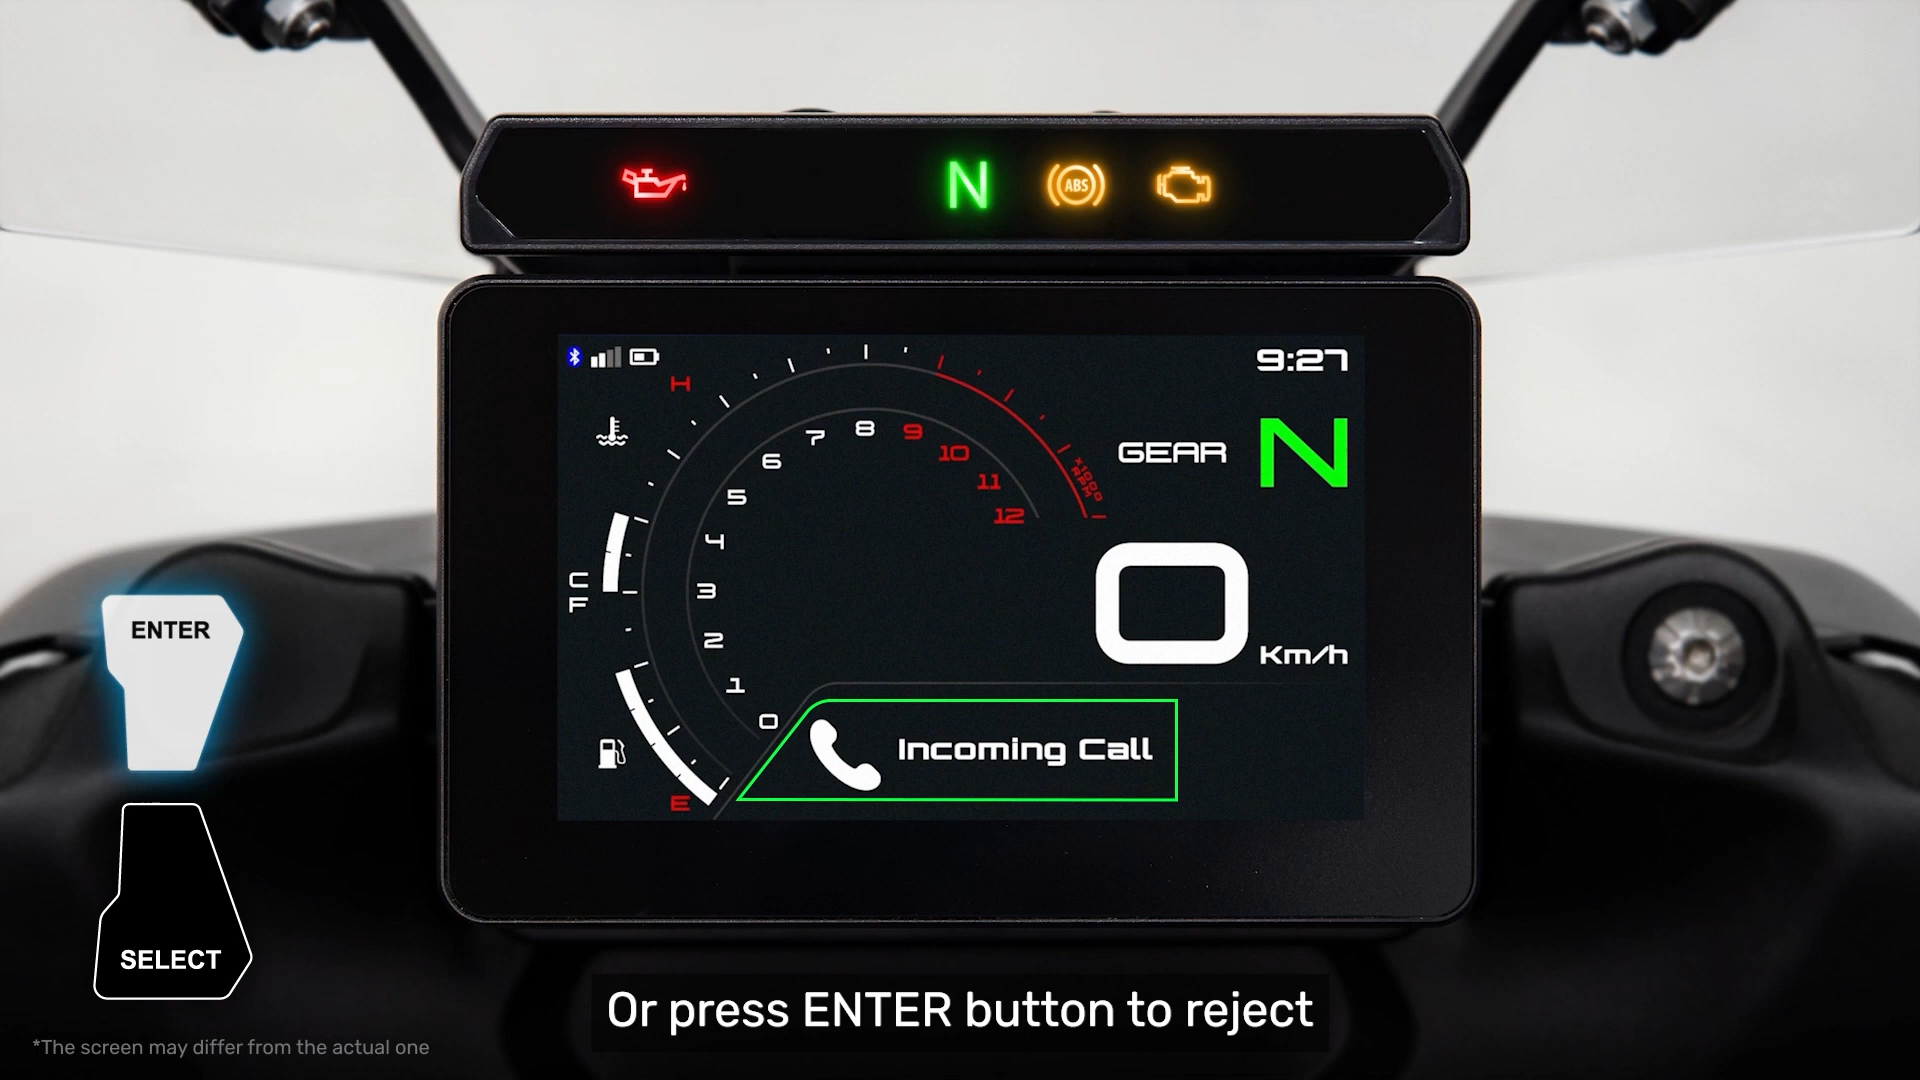 N
ABS
9:27
H
7
8
9
6
10
GEAR
N
x1000
RPM
5
11
12
4
C
3
F
0
ENTER
2
Km/h
1
0
Incoming Call
E
SELECT
Or press ENTER button to reject
*The screen may differ from the actual one